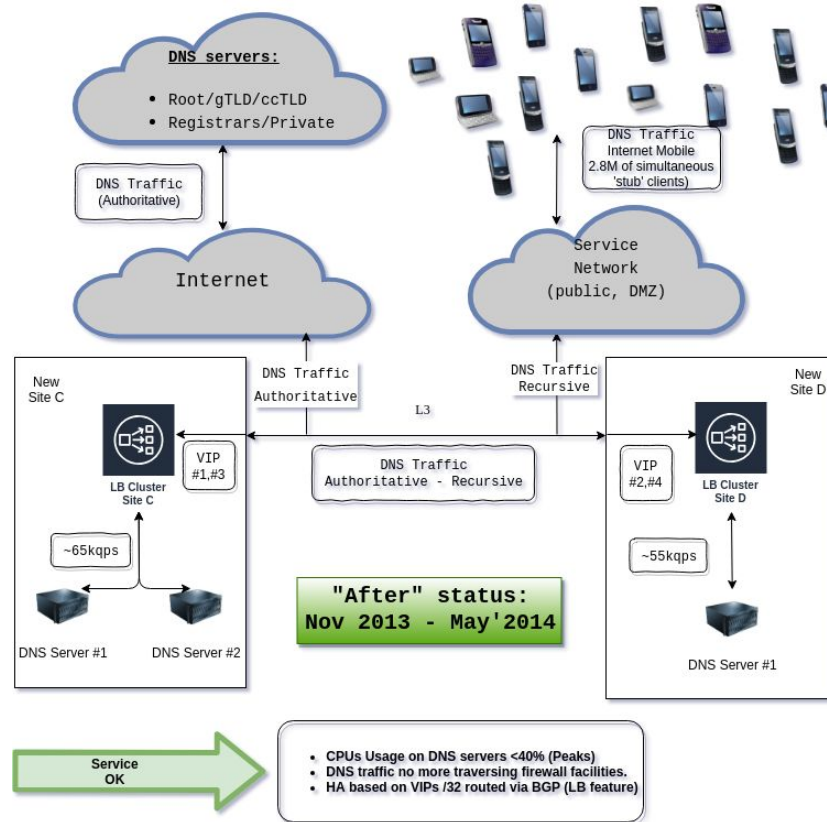 DNS servers:
• Root/gTLD/ccTLD
• Registrars/Private
DNS Traffic
(Authoritative)
DNS Traffic
Internet Mobile
2.8M of simultaneous
'stub' clients)
Internet
Service
Network
(public, DMZ)
DNS Traffic
Authoritative
DNS Traffic
Recursive
L3
New
Site C
LB Cluster
Site C
VIP
#1,#3
DNS Traffic
Authoritative - Recursive
VIP
#2,#4
New
Site D
LB Cluster
Site D
~65kqps
~55kqps
DNS Server #1
DNS Server #2
DNS Server #1
"After" status:
Nov 2013 - May'2014
Service
OK
• CPUs Usage on DNS servers <40% (Peaks)
• DNS traffic no more traversing firewall facilities.
• HA based on VIPs /32 routed via BGP (LB feature)